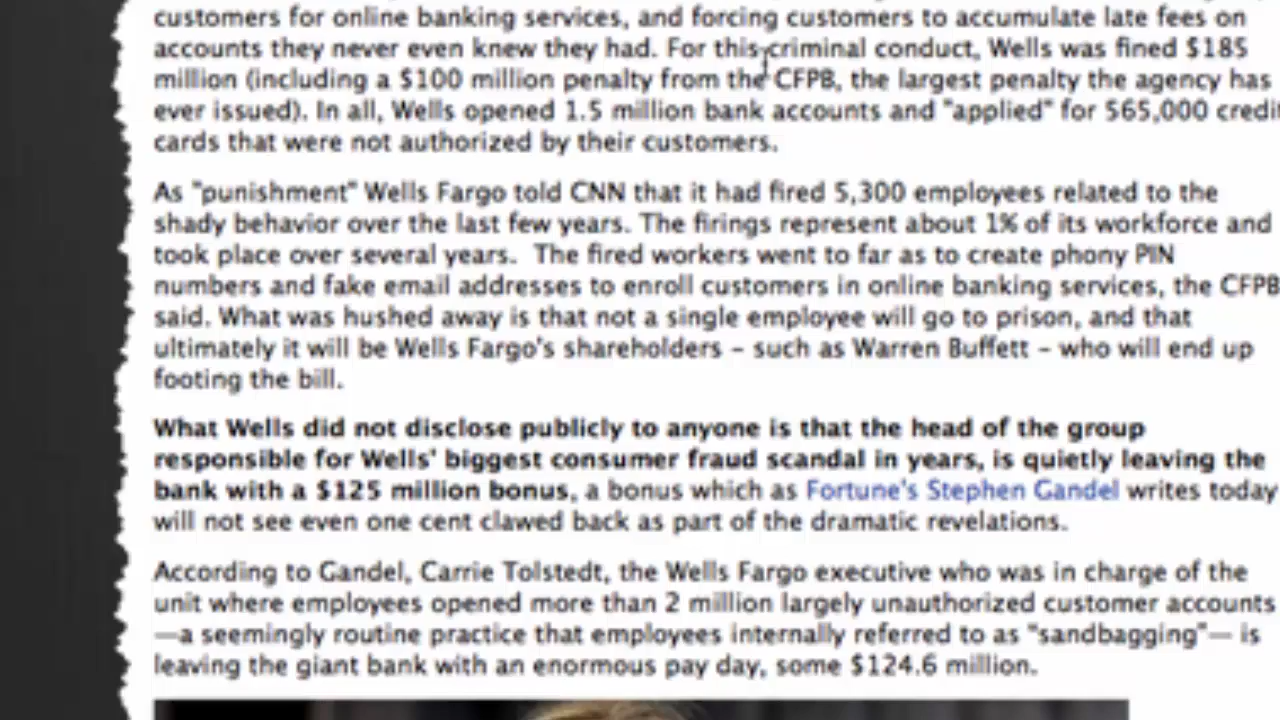 customers for online banking services, and forcing customers to accumulate late fees on
accounts they never even knew they had. For this criminal conduct, Wells was fined $185
million (including a $100 million penalty from the CFPB, the largest penalty the agency has
ever issued). In all, Wells opened 1.5 million bank accounts and "applied" for 565,000 credi
cards that were not authorized by their customers.
As "punishment" Wells Fargo told CNN that it had fired 5,300 employees related to the
shady behavior over the last few years. The firings represent about 1% of its workforce and
took place over several years. The fired workers went to far as to create phony PIN
numbers and fake email addresses to enroll customers in online banking services, the CFPB
said. What was hushed away is that not a single employee will go to prison, and that
ultimately it will be Wells Fargo's shareholders – such as Warren Buffett – who will end up
footing the bill.
What Wells did not disclose publicly to anyone is that the head of the group
responsible for Wells' biggest consumer fraud scandal in years, is quietly leaving the
bank with a $125 million bonus, a bonus which as Fortune's Stephen Gandel writes today
will not see even one cent clawed back as part of the dramatic revelations.
According to Gandel, Carrie Tolstedt, the Wells Fargo executive who was in charge of the
unit where employees opened more than 2 million largely unauthorized customer accounts
—a seemingly routine practice that employees internally referred to as "sandbagging"— is
leaving the giant bank with an enormous pay day, some $124.6 million.